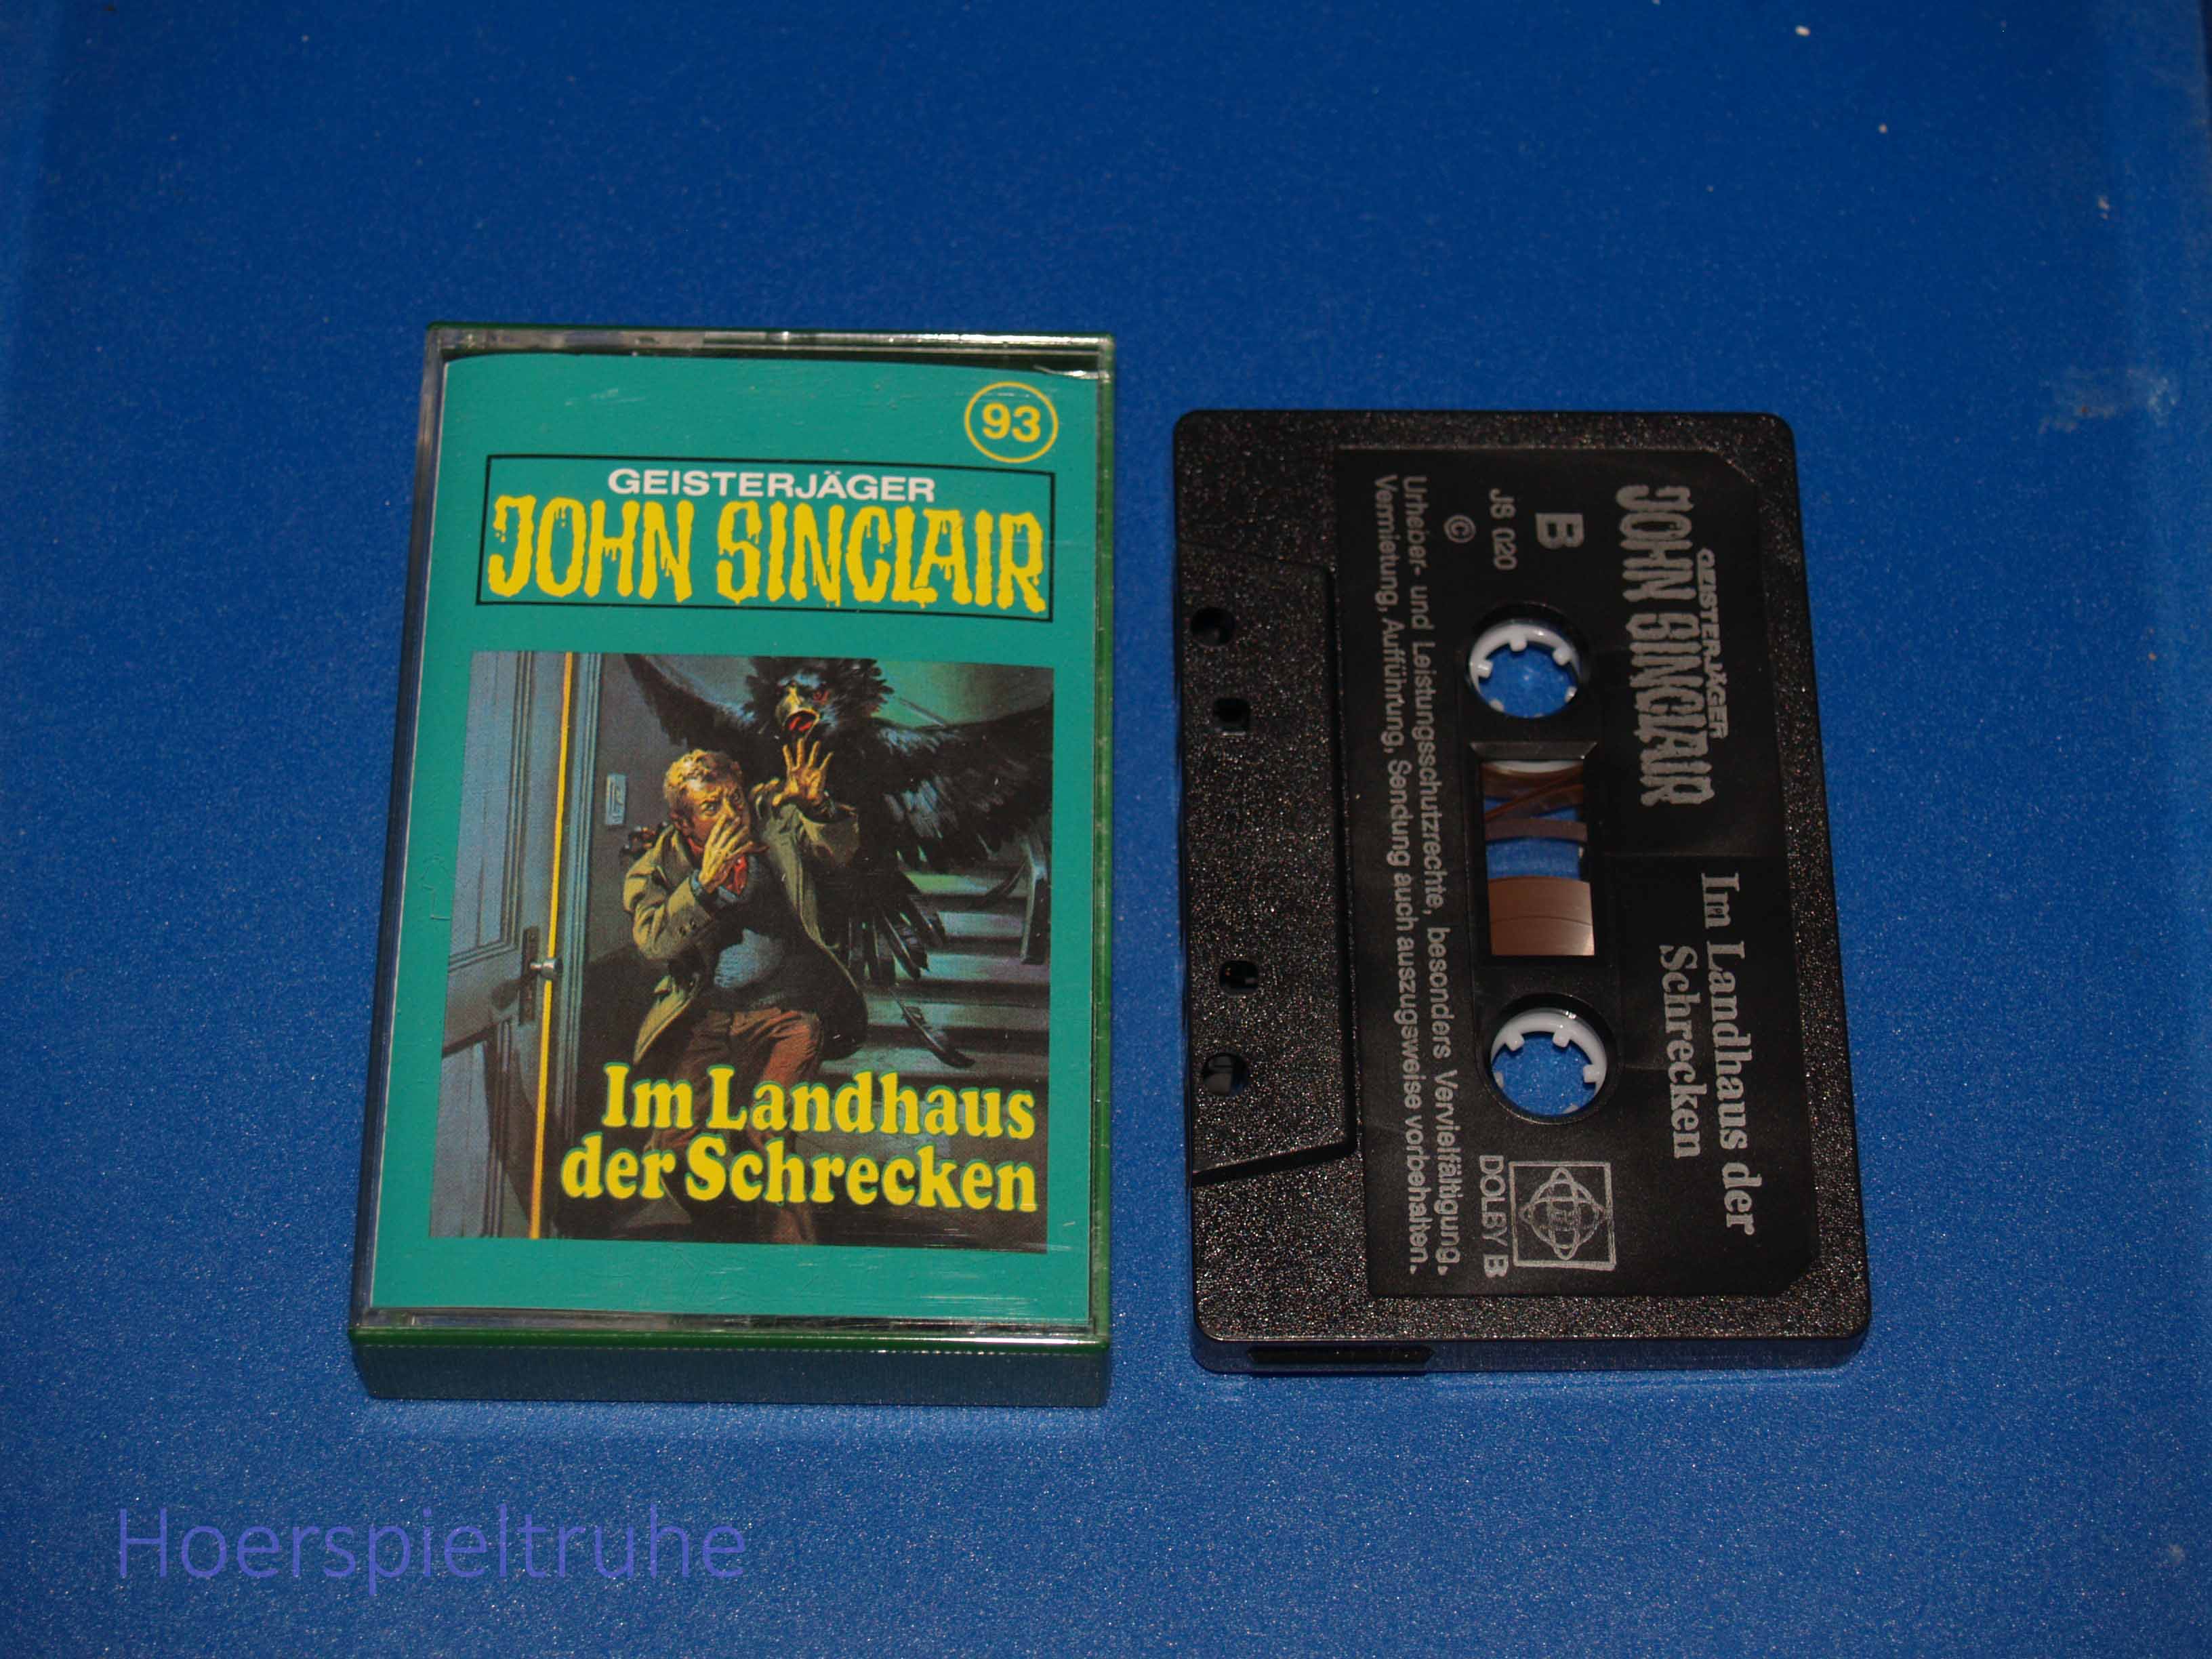 93
GEISTERJÄGER
JOHN SINCLAIR
Im Landhaus
der Schrecken
GEISTERJÄGER
JOHN SINCLAIR
Im Landhaus der
Schrecken
B
JS 020
©
DOLBY B
Urheber- und Leistungsschutzrechte, besonders Vervielfältigung,
Vermietung, Aufführung, Sendung auch auszugsweise vorbehalten.
Hoerspieltruhe